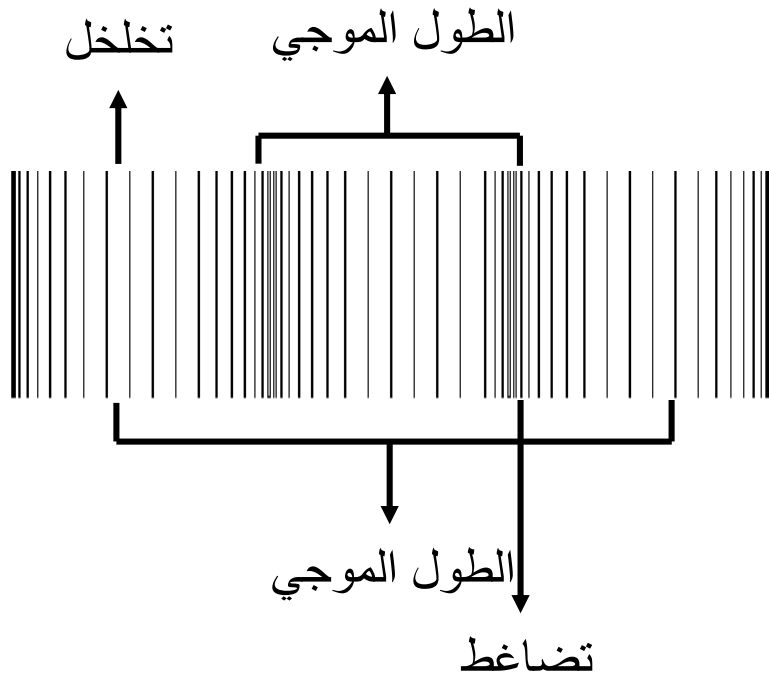 الطول الموجي
تخلخل
الطول الموجي
تضاغط